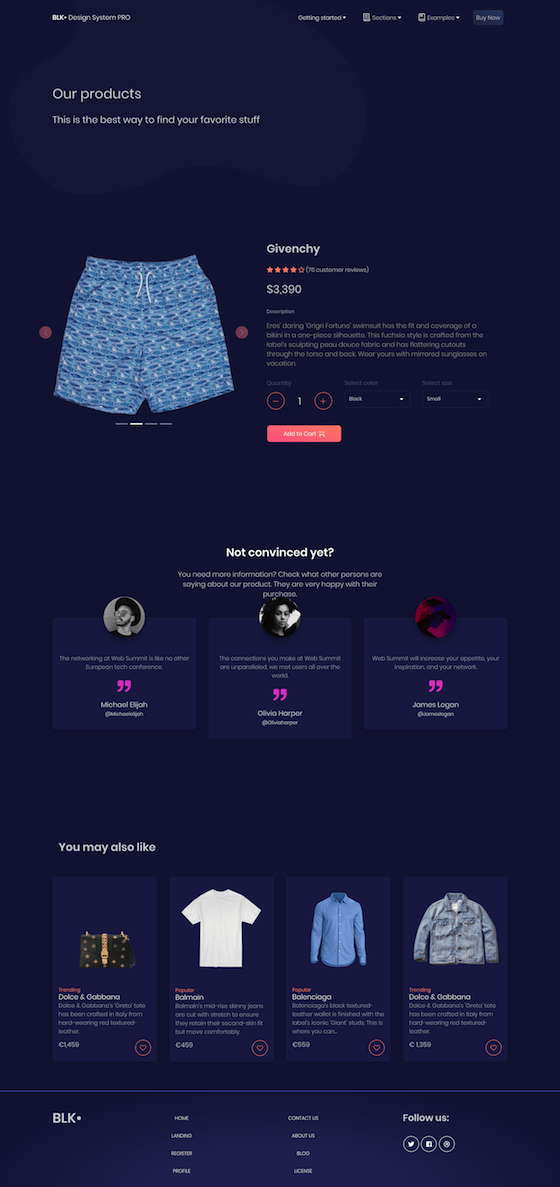 BLK• Design System PRO
Getting started
Sections
Examples
Buy Now
Our products
This is the best way to find your favorite stuff
Givenchy
(76 customer reviews)
$3,390
Description
Eres' daring 'Grigri Fortune' swimsuit has the fit and coverage of a
bikini in a one-piece silhouette. This fuchsia style is crafted from the
label's sculpting peau douce fabric and has flattering cutouts
through the torso and back. Wear yours with mirrored sunglasses on
vacation.
Quantity
Select color
Select size
1
Black
Small
Add to Cart
Not convinced yet?
You need more information? Check what other persons are
saying about our product. They are very happy with their
purchase.
The networking at Web Summit is like no other
European tech conference.
Michael Elijah
@Michaelelijah
The connections you make at Web Summit
are unparalleled, we met users all over the
world.
Olivia Harper
@Oliviaharper
Web Summit will increase your appetite, your
inspiration, and your network.
James Logan
@Jameslogan
You may also like
Trending
Dolce & Gabbana
Dolce & Gabbana's 'Greta' tote
has been crafted in Italy from
hard-wearing red textured-
leather.
€1,459
Popular
Balmain
Balmain's mid-rise skinny jeans
are cut with stretch to ensure
they retain their second-skin fit
but move comfortably.
€459
Popular
Balenciaga
Balenciaga's black textured-
leather wallet is finished with the
label's iconic 'Giant' studs. This is
where you can...
€559
Trending
Dolce & Gabbana
Dolce & Gabbana's 'Greta' tote
has been crafted in Italy from
hard-wearing red textured-
leather.
€ 1,359
BLK•
HOME
LANDING
REGISTER
PROFILE
CONTACT US
ABOUT US
BLOG
LICENSE
Follow us: